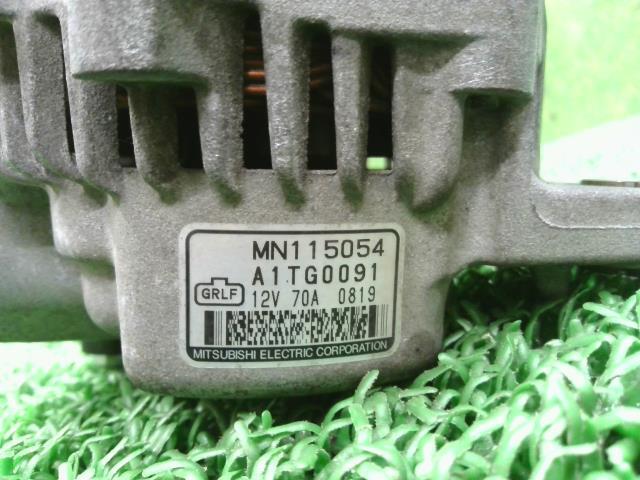 MN115054
A1TG0091
GRLF 12V 70A 0819
MITSUBISHI ELECTRIC CORPORATION